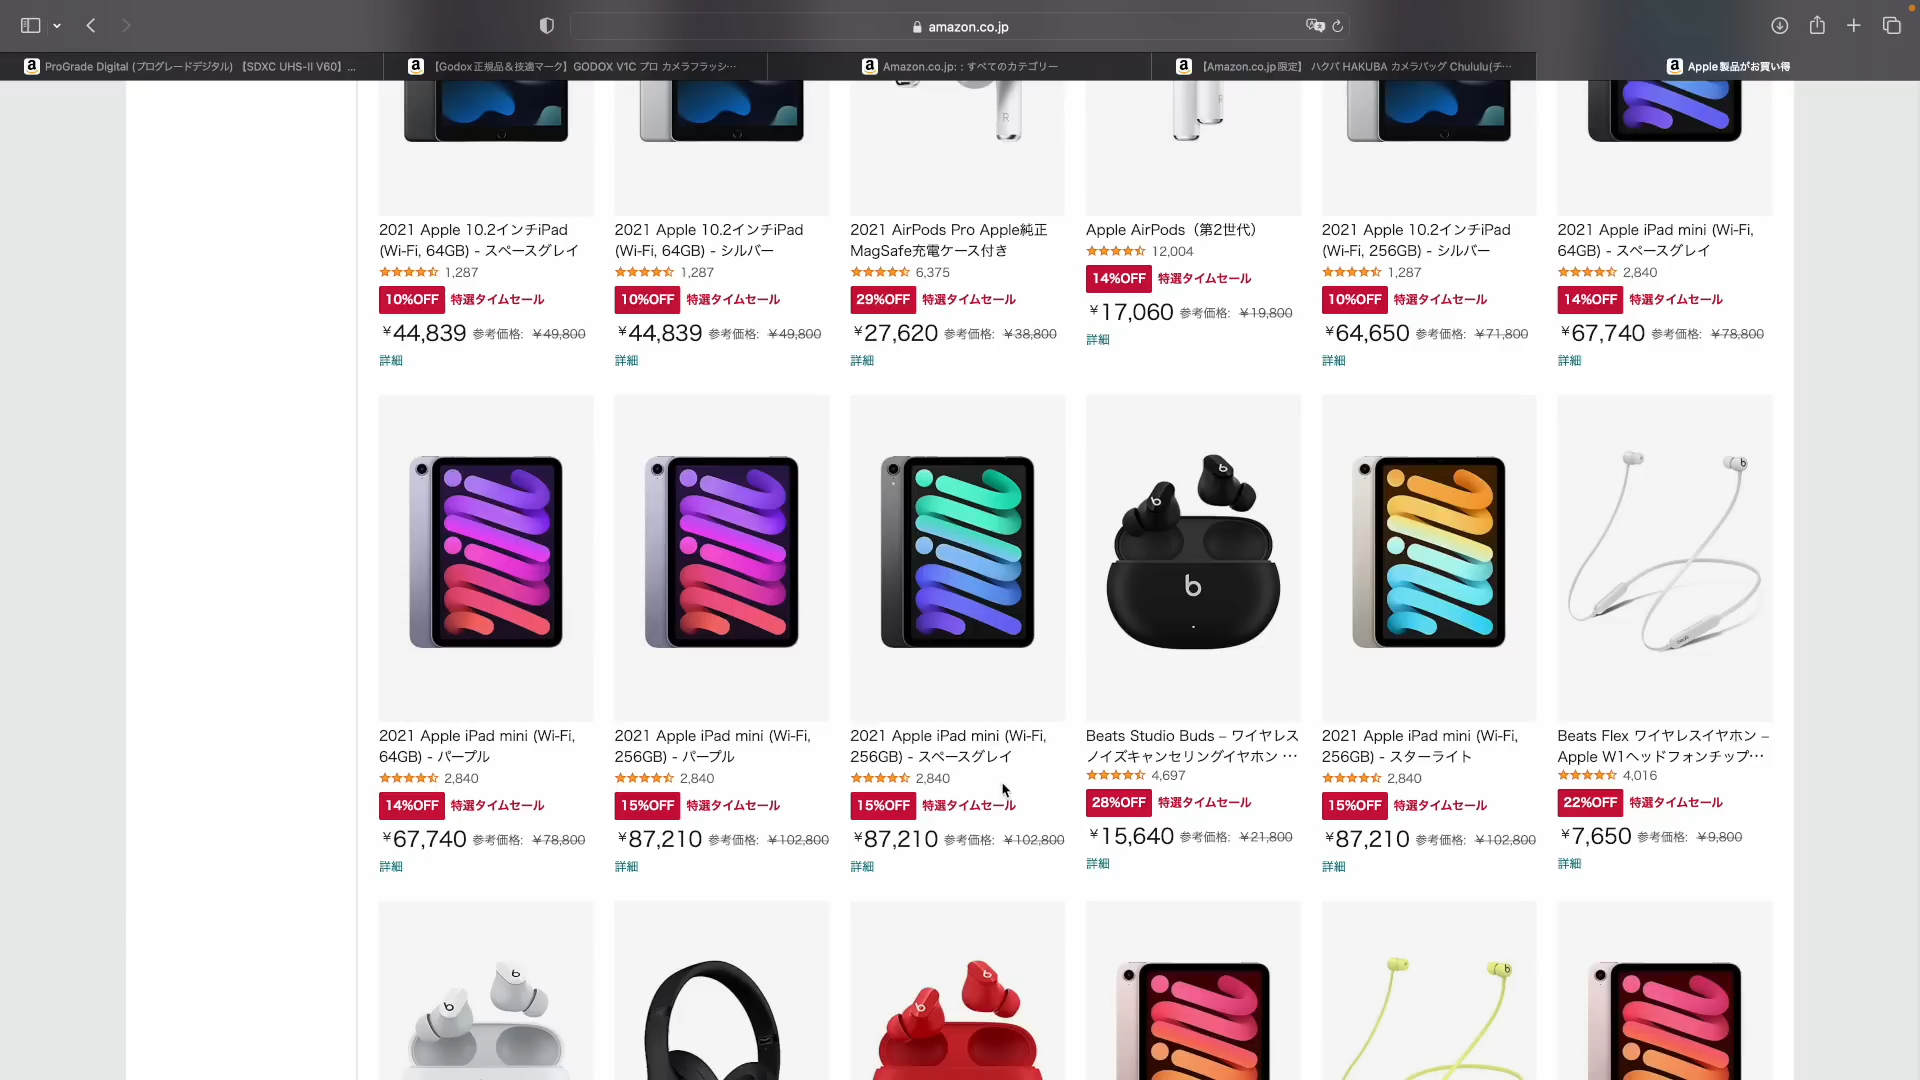 amazon.co.jp
ProGrade Digital (プログレードデジタル) 【SDXC UHS-II V60】...
【Godox正規品＆技適マーク】GODOX V1C プロ カメラフラッシ…
Amazon.co.jp: : すべてのカテゴリー
【Amazon.co.jp限定】 ハクバ HAKUBA カメラバッグ Chululu(チ…
Apple製品がお買い得
2021 Apple 10.2インチiPad
(Wi-Fi, 64GB) - スペースグレイ
1,287
10%OFF 特選タイムセール
¥44,839 参考価格: ¥49,800
詳細
2021 Apple 10.2インチiPad
(Wi-Fi, 64GB) - シルバー
1,287
10%OFF 特選タイムセール
¥44,839 参考価格: ¥49,800
詳細
2021 AirPods Pro Apple純正
MagSafe充電ケース付き
6,375
29%OFF 特選タイムセール
¥27,620 参考価格: ¥38,800
詳細
Apple AirPods（第2世代）
12,004
14%OFF 特選タイムセール
¥17,060 参考価格: ¥19,800
詳細
2021 Apple 10.2インチiPad
(Wi-Fi, 256GB) - シルバー
1,287
10%OFF 特選タイムセール
¥64,650 参考価格: ¥71,800
詳細
2021 Apple iPad mini (Wi-Fi,
64GB) - スペースグレイ
2,840
14%OFF 特選タイムセール
¥67,740 参考価格: ¥78,800
詳細
2021 Apple iPad mini (Wi-Fi,
64GB) - パープル
2,840
14%OFF 特選タイムセール
¥67,740 参考価格: ¥78,800
詳細
2021 Apple iPad mini (Wi-Fi,
256GB) - パープル
2,840
15%OFF 特選タイムセール
¥87,210 参考価格: ¥102,800
詳細
2021 Apple iPad mini (Wi-Fi,
256GB) - スペースグレイ
2,840
15%OFF 特選タイムセール
¥87,210 参考価格: ¥102,800
詳細
Beats Studio Buds – ワイヤレス
ノイズキャンセリングイヤホン …
4,697
28%OFF 特選タイムセール
¥15,640 参考価格: ¥21,800
詳細
2021 Apple iPad mini (Wi-Fi,
256GB) - スターライト
2,840
15%OFF 特選タイムセール
¥87,210 参考価格: ¥102,800
詳細
Beats Flex ワイヤレスイヤホン –
Apple W1ヘッドフォンチップ…
4,016
22%OFF 特選タイムセール
¥7,650 参考価格: ¥9,800
詳細